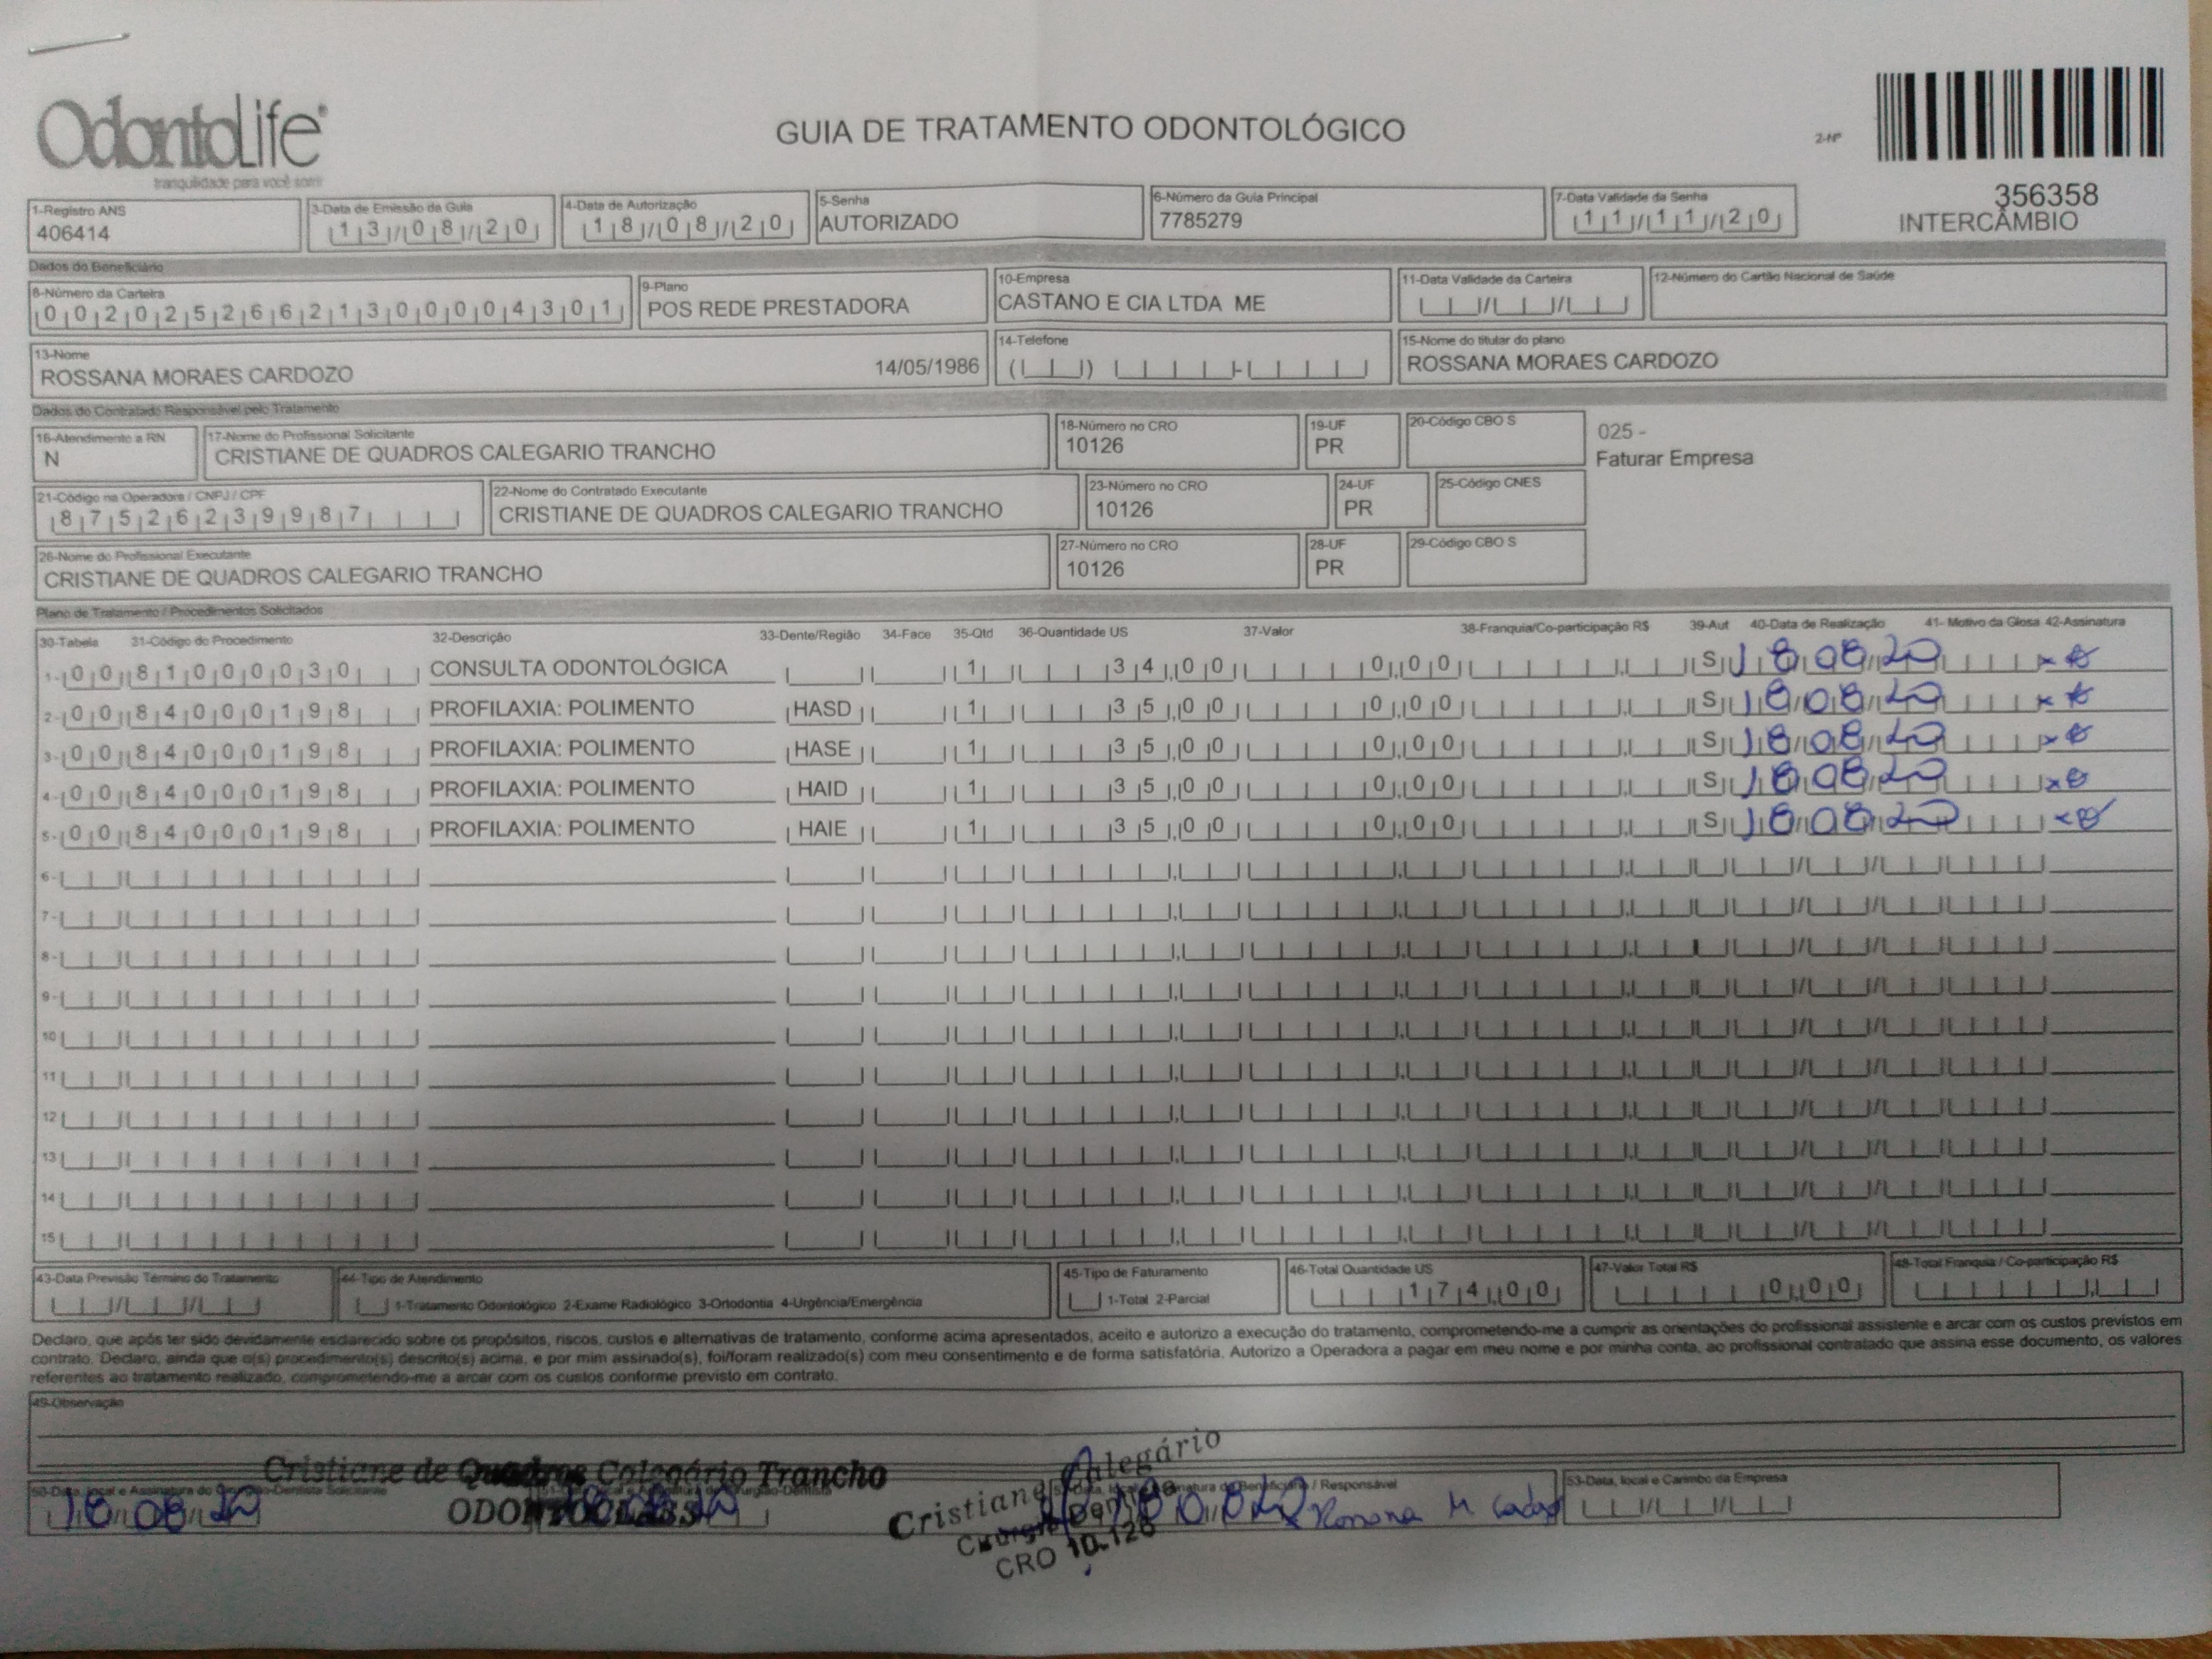 OdontoLife®
tranquilidade para você sorrir
GUIA DE TRATAMENTO ODONTOLÓGICO
2-Nº
356358
INTERCÂMBIO
1-Registro ANS
406414
3-Data de Emissão da Guia
13/08/20
4-Data de Autorização
18/08/20
5-Senha
AUTORIZADO
6-Número da Guia Principal
7785279
7-Data Validade da Senha
11/11/20
Dados do Beneficiário
8-Número da Carteira
00202526621300004301
9-Plano
POS REDE PRESTADORA
10-Empresa
CASTANO E CIA LTDA ME
11-Data Validade da Carteira
12-Número do Cartão Nacional de Saúde
13-Nome
ROSSANA MORAES CARDOZO 14/05/1986
14-Telefone
15-Nome do titular do plano
ROSSANA MORAES CARDOZO
Dados do Contratado Responsável pelo Tratamento
16-Atendimento a RN
N
17-Nome do Profissional Solicitante
CRISTIANE DE QUADROS CALEGARIO TRANCHO
18-Número no CRO
10126
19-UF
PR
20-Código CBO S
025 -
Faturar Empresa
21-Código na Operadora / CNPJ / CPF
87526239987
22-Nome do Contratado Executante
CRISTIANE DE QUADROS CALEGARIO TRANCHO
23-Número no CRO
10126
24-UF
PR
25-Código CNES
26-Nome do Profissional Executante
CRISTIANE DE QUADROS CALEGARIO TRANCHO
27-Número no CRO
10126
28-UF
PR
29-Código CBO S
Plano de Tratamento / Procedimentos Solicitados
30-Tabela 31-Código do Procedimento 32-Descrição 33-Dente/Região 34-Face 35-Qtd 36-Quantidade US 37-Valor 38-Franquia/Co-participação R$ 39-Aut 40-Data de Realização 41- Motivo da Glosa 42-Assinatura
1- 00 81000030 CONSULTA ODONTOLÓGICA 1 34,00 0,00 S 18 08 20
2- 00 84000198 PROFILAXIA: POLIMENTO HASD 1 35,00 0,00 S 18 08 20
3- 00 84000198 PROFILAXIA: POLIMENTO HASE 1 35,00 0,00 S 18 08 20
4- 00 84000198 PROFILAXIA: POLIMENTO HAID 1 35,00 0,00 S 18 08 20
5- 00 84000198 PROFILAXIA: POLIMENTO HAIE 1 35,00 0,00 S 18 08 20
6-
7-
8-
9-
10
11
12
13
14
15
43-Data Previsão Término do Tratamento
44-Tipo de Atendimento
1-Tratamento Odontológico 2-Exame Radiológico 3-Ortodontia 4-Urgência/Emergência
45-Tipo de Faturamento
1-Total 2-Parcial
46-Total Quantidade US
174,00
47-Valor Total R$
0,00
48-Total Franquia / Co-participação R$
Declaro, que após ter sido devidamente esclarecido sobre os propósitos, riscos, custos e alternativas de tratamento, conforme acima apresentados, aceito e autorizo a execução do tratamento, comprometendo-me a cumprir as orientações do profissional assistente e arcar com os custos previstos em
contrato. Declaro, ainda que o(s) procedimento(s) descrito(s) acima, e por mim assinado(s), foi/foram realizado(s) com meu consentimento e de forma satisfatória. Autorizo a Operadora a pagar em meu nome e por minha conta, ao profissional contratado que assina esse documento, os valores
referentes ao tratamento realizado, comprometendo-me a arcar com os custos conforme previsto em contrato.
49-Observação
Cristiane de Quadros Calegário Trancho
18 08 20
Cristiane Calegário
CRO 10.126
18 08 20
53-Data, local e Carimbo da Empresa